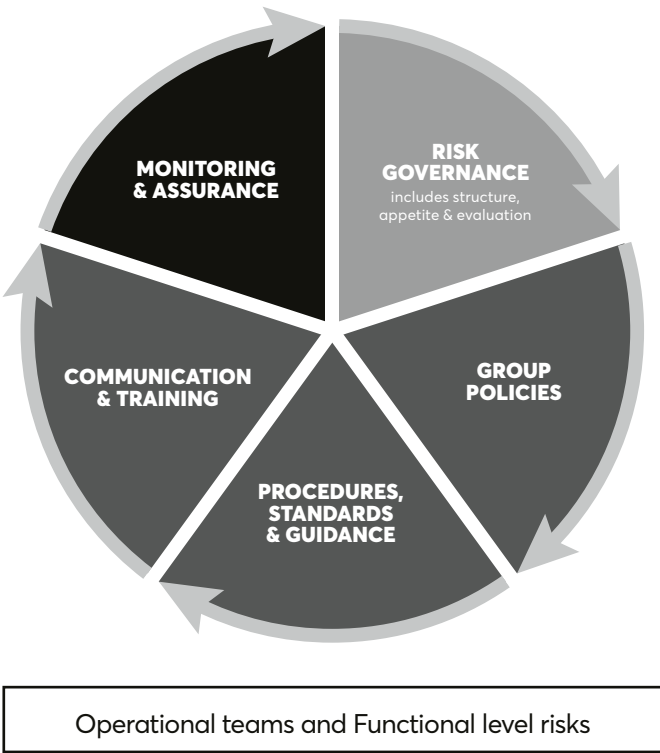 MONITORING
& ASSURANCE
RISK
GOVERNANCE
includes structure,
appetite & evaluation
COMMUNICATION
& TRAINING
GROUP
POLICIES
PROCEDURES,
STANDARDS
& GUIDANCE
Operational teams and Functional level risks